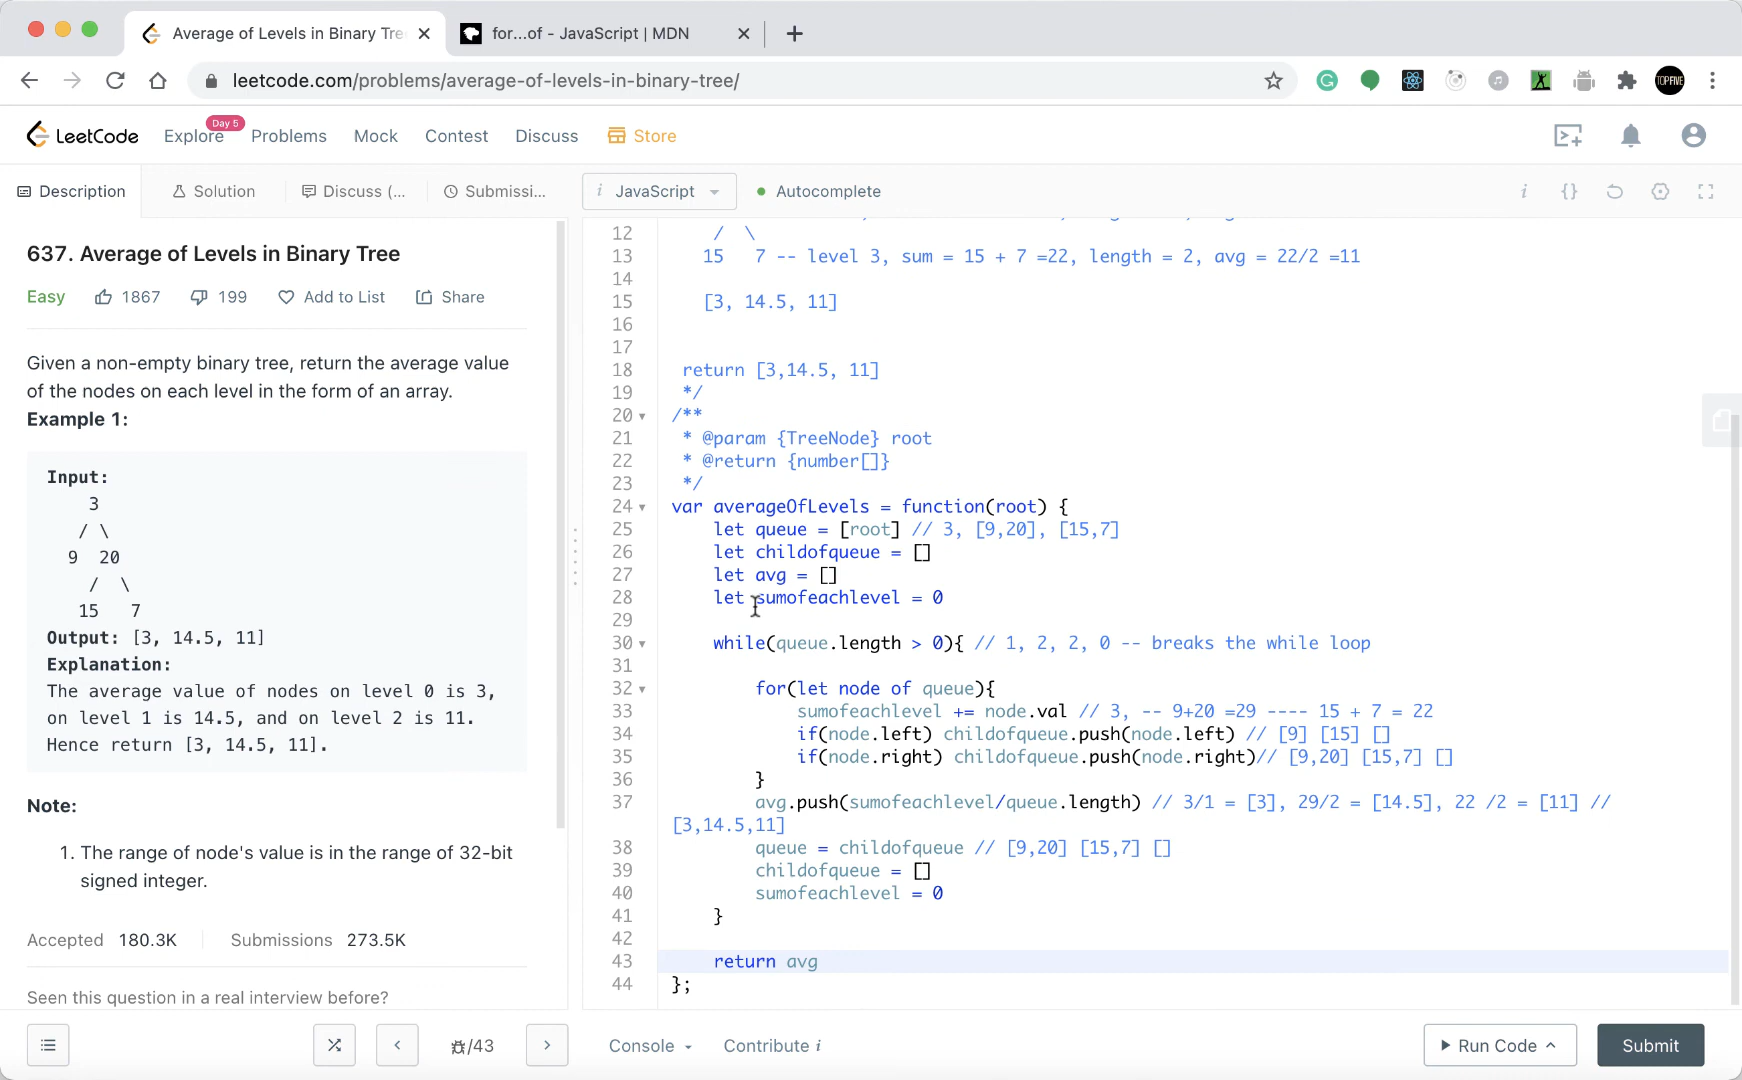 Average of Levels in Binary Tre
for...of - JavaScript | MDN
leetcode.com/problems/average-of-levels-in-binary-tree/
TOPFIVE
LeetCode Explore Day 5 Problems Mock Contest Discuss Store
Description Solution Discuss (... Submissi...
i JavaScript Autocomplete
637. Average of Levels in Binary Tree
Easy 1867 199 Add to List Share
Given a non-empty binary tree, return the average value
of the nodes on each level in the form of an array.
Example 1:
Input:
3
/ \
9 20
/ \
15 7
Output: [3, 14.5, 11]
Explanation:
The average value of nodes on level 0 is 3,
on level 1 is 14.5, and on level 2 is 11.
Hence return [3, 14.5, 11].
Note:
1. The range of node's value is in the range of 32-bit
signed integer.
Accepted 180.3K Submissions 273.5K
Seen this question in a real interview before?
/43
12 / \
13 15 7 -- level 3, sum = 15 + 7 =22, length = 2, avg = 22/2 =11
14
15 [3, 14.5, 11]
16
17
18 return [3,14.5, 11]
19 */
20 /**
21 * @param {TreeNode} root
22 * @return {number[]}
23 */
24 var averageOfLevels = function(root) {
25 let queue = [root] // 3, [9,20], [15,7]
26 let childofqueue = []
27 let avg = []
28 let sumofeachlevel = 0
29
30 while(queue.length > 0){ // 1, 2, 2, 0 -- breaks the while loop
31
32 for(let node of queue){
33 sumofeachlevel += node.val // 3, -- 9+20 =29 ---- 15 + 7 = 22
34 if(node.left) childofqueue.push(node.left) // [9] [15] []
35 if(node.right) childofqueue.push(node.right)// [9,20] [15,7] []
36 }
37 avg.push(sumofeachlevel/queue.length) // 3/1 = [3], 29/2 = [14.5], 22 /2 = [11] //
[3,14.5,11]
38 queue = childofqueue // [9,20] [15,7] []
39 childofqueue = []
40 sumofeachlevel = 0
41 }
42
43 return avg
44 };
Console Contribute i
Run Code Submit